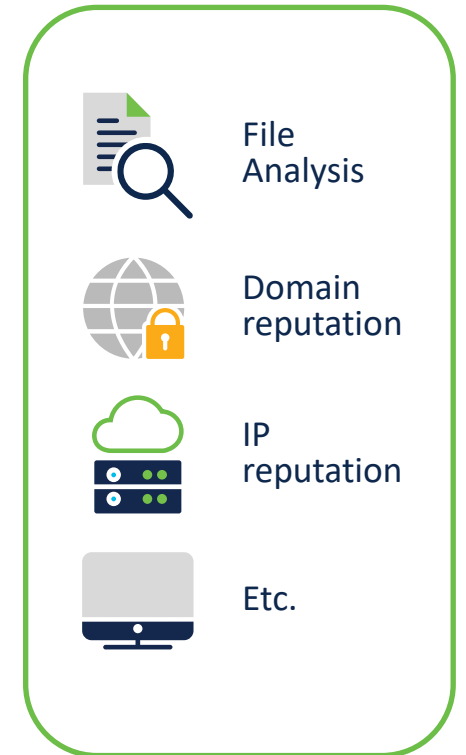 File
Analysis
Domain
reputation
IP
reputation
Etc.